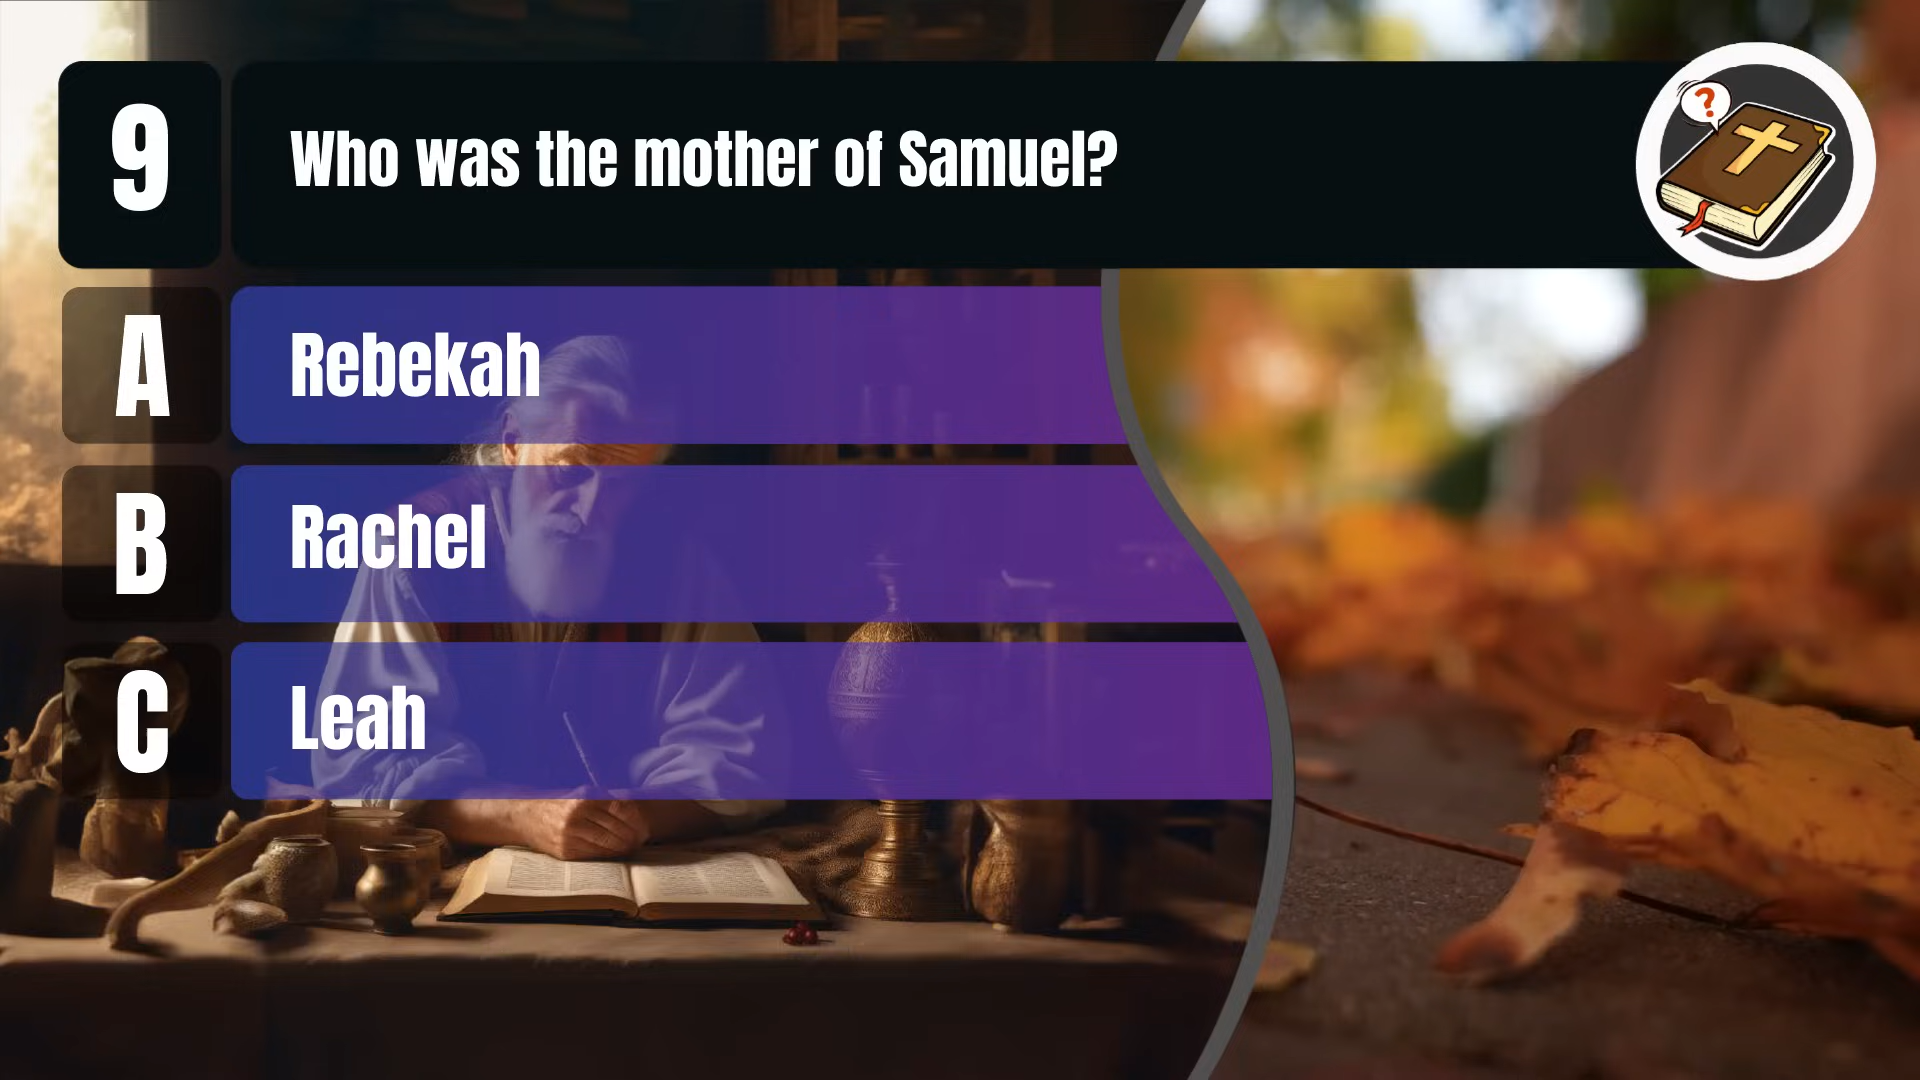 9
Who was the mother of Samuel?
?
A
Rebekah
B
Rachel
C
Leah